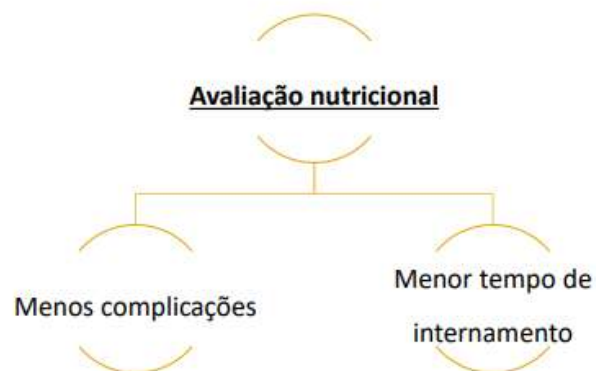 Avaliação nutricional
Menos complicações
Menor tempo de
internamento